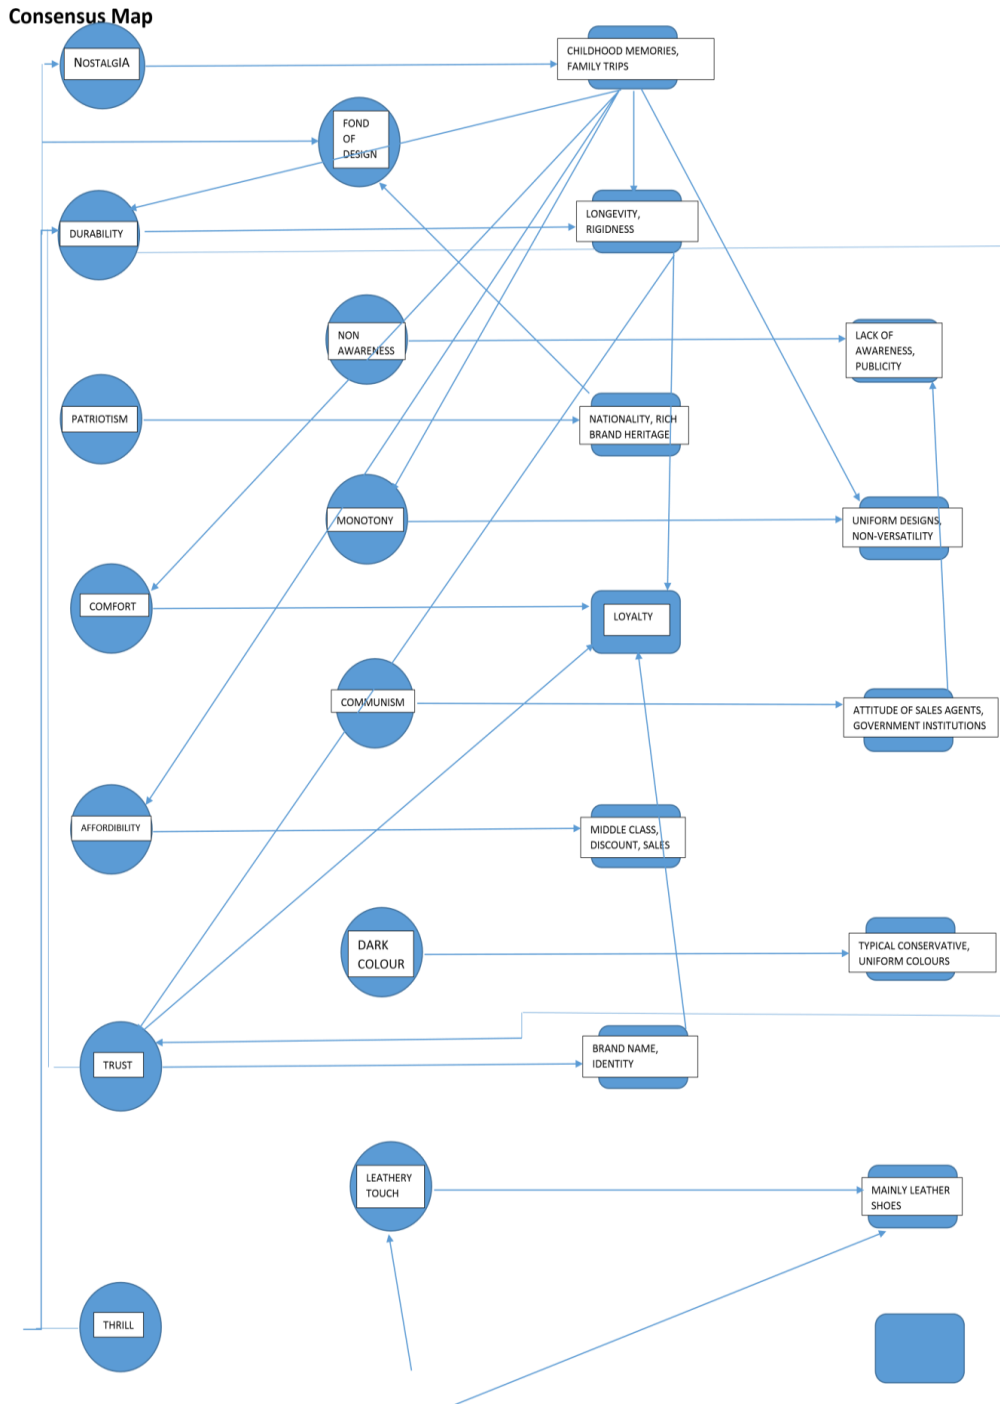 Consensus Map
NOSTALGIA
CHILDHOOD MEMORIES,
FAMILY TRIPS
FOND
OF
DESIGN
LONGEVITY,
RIGIDNESS
DURABILITY
NON
AWARENESS
LACK OF
AWARENESS,
PUBLICITY
PATRIOTISM
NATIONALITY, RICH
BRAND HERITAGE
MONOTONY
UNIFORM DESIGNS,
NON-VERSATILITY
COMFORT
LOYALTY
COMMUNISM
ATTITUDE OF SALES AGENTS,
GOVERNMENT INSTITUTIONS
AFFORDIBILITY
MIDDLE CLASS,
DISCOUNT, SALES
DARK
COLOUR
TYPICAL CONSERVATIVE,
UNIFORM COLOURS
TRUST
BRAND NAME,
IDENTITY
LEATHERY
TOUCH
MAINLY LEATHER
SHOES
THRILL